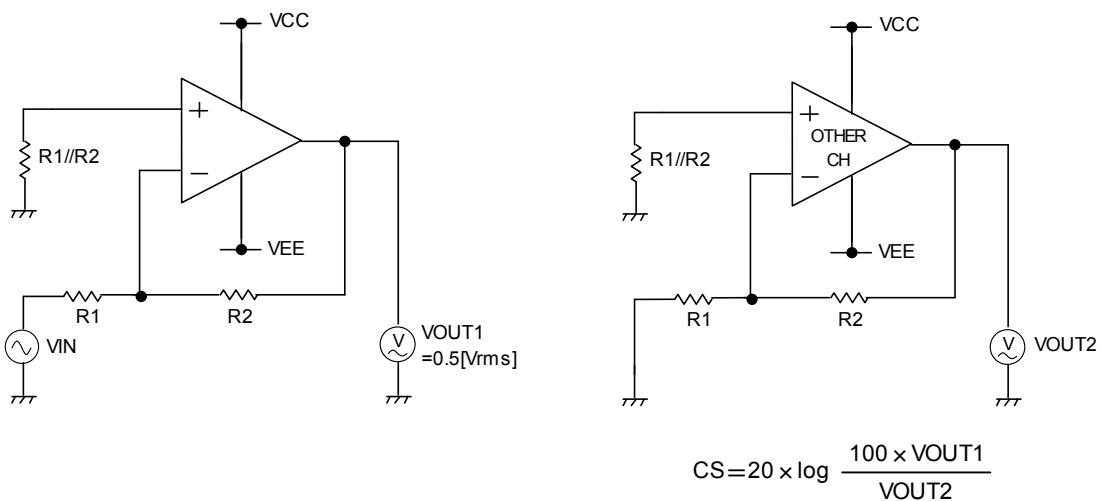 VCC
+
R1//R2
−
VEE
R1
R2
VIN
V
VOUT1
=0.5[Vrms]
VCC
+
OTHER
CH
R1//R2
−
VEE
R1
R2
V
VOUT2
CS=20 × log 100 × VOUT1
VOUT2